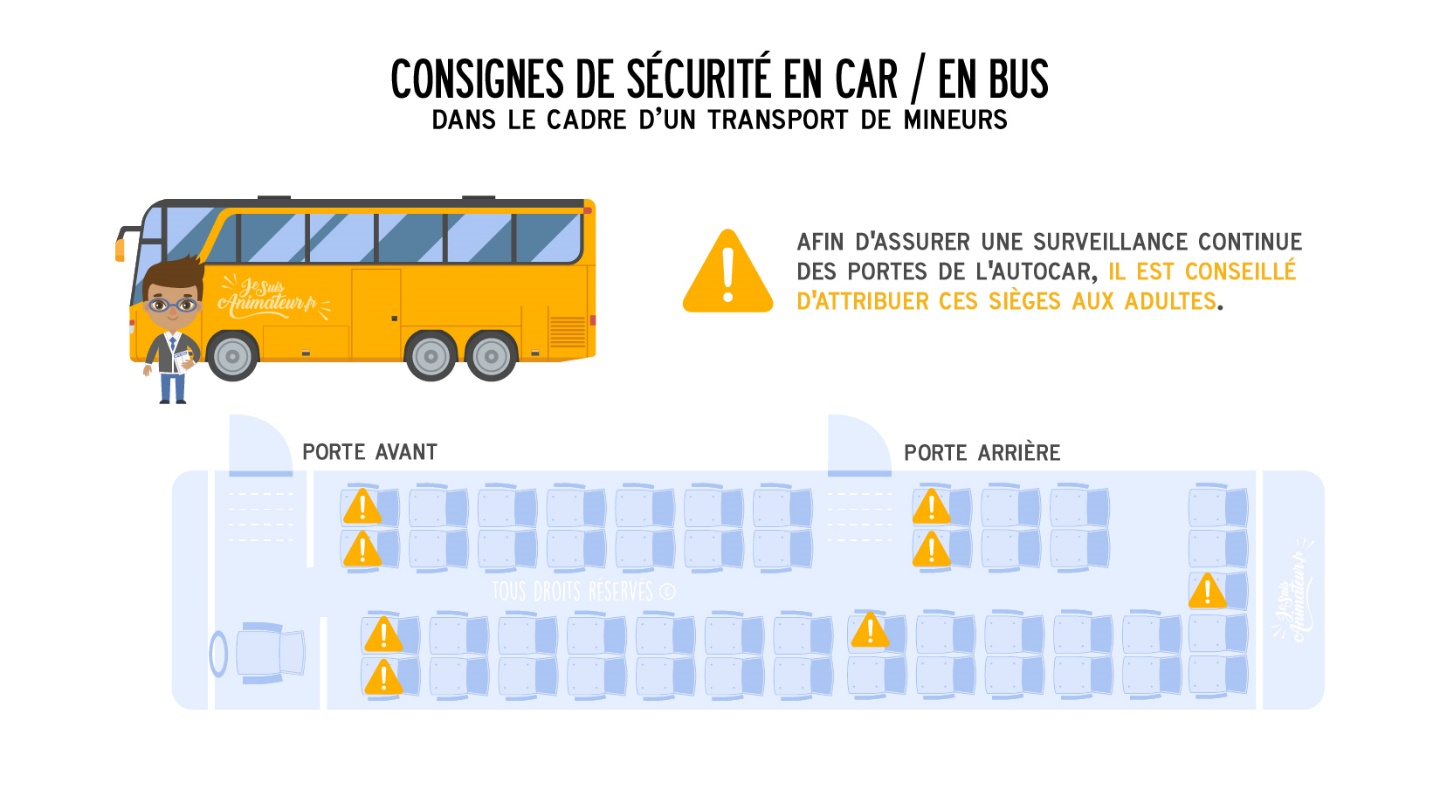 CONSIGNES DE SÉCURITÉ EN CAR / EN BUS
DANS LE CADRE D'UN TRANSPORT DE MINEURS
Je Suis
Animateur.fr
AFIN D'ASSURER UNE SURVEILLANCE CONTINUE
DES PORTES DE L'AUTOCAR, IL EST CONSEILLÉ
D'ATTRIBUER CES SIÈGES AUX ADULTES.
PORTE AVANT
PORTE ARRIÈRE
TOUS DROITS RÉSERVÉS ©
Je Suis
Animateur.fr